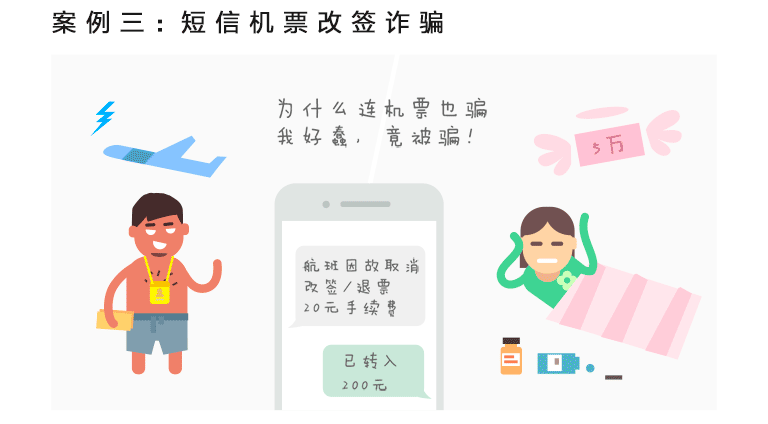 案例三：短信机票改签诈骗
为什么连机票也骗
我好蠢，竟被骗！
5万
航班因故取消
改签/退票
20元手续费
已转入
200元